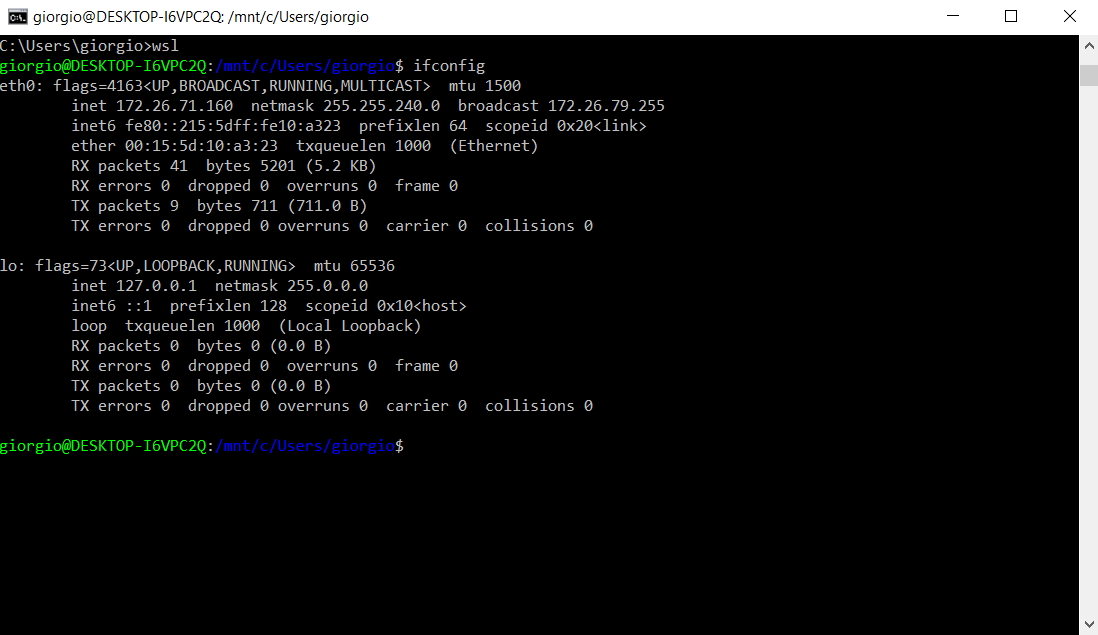 giorgio@DESKTOP-I6VPC2Q: /mnt/c/Users/giorgio
C:\Users\giorgio>wsl
giorgio@DESKTOP-I6VPC2Q:/mnt/c/Users/giorgio$ ifconfig
eth0: flags=4163<UP,BROADCAST,RUNNING,MULTICAST>  mtu 1500
        inet 172.26.71.160  netmask 255.255.240.0  broadcast 172.26.79.255
        inet6 fe80::215:5dff:fe10:a323  prefixlen 64  scopeid 0x20<link>
        ether 00:15:5d:10:a3:23  txqueuelen 1000  (Ethernet)
        RX packets 41  bytes 5201 (5.2 KB)
        RX errors 0  dropped 0  overruns 0  frame 0
        TX packets 9  bytes 711 (711.0 B)
        TX errors 0  dropped 0 overruns 0  carrier 0  collisions 0

lo: flags=73<UP,LOOPBACK,RUNNING>  mtu 65536
        inet 127.0.0.1  netmask 255.0.0.0
        inet6 ::1  prefixlen 128  scopeid 0x10<host>
        loop  txqueuelen 1000  (Local Loopback)
        RX packets 0  bytes 0 (0.0 B)
        RX errors 0  dropped 0  overruns 0  frame 0
        TX packets 0  bytes 0 (0.0 B)
        TX errors 0  dropped 0 overruns 0  carrier 0  collisions 0

giorgio@DESKTOP-I6VPC2Q:/mnt/c/Users/giorgio$